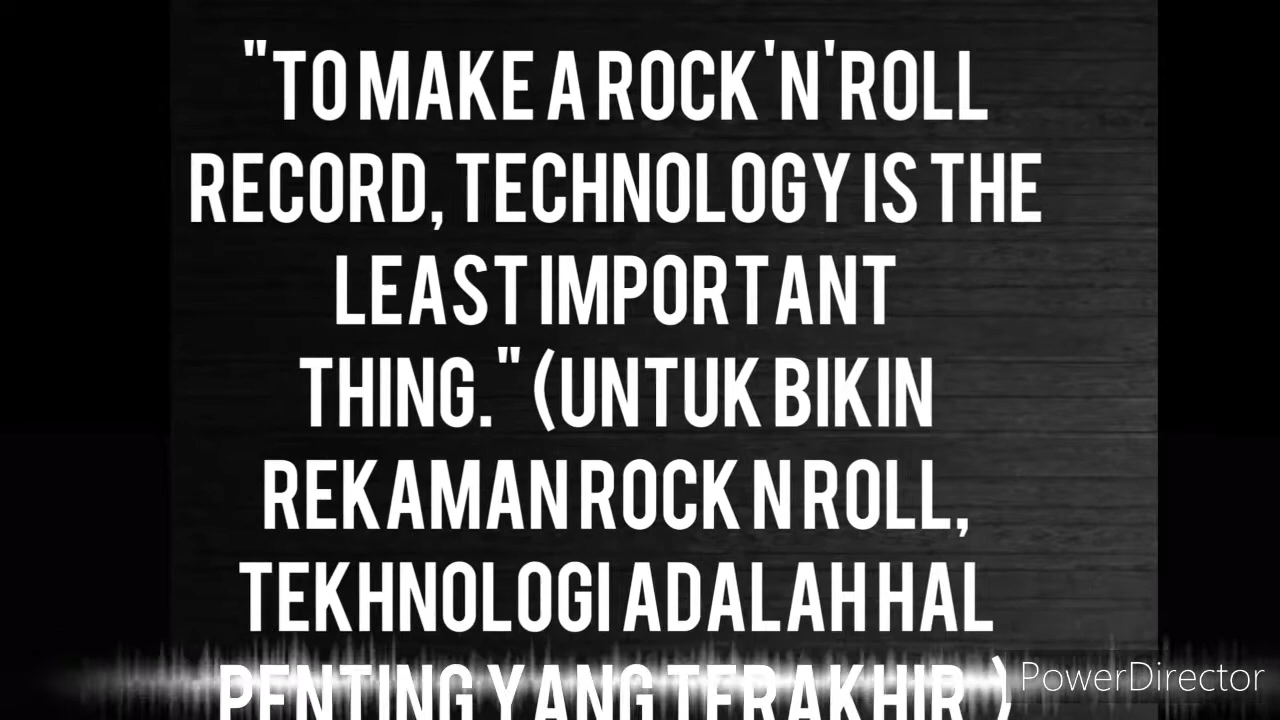 "TO MAKE A ROCK'N'ROLL
RECORD, TECHNOLOGY IS THE
LEAST IMPORTANT
THING." (UNTUK BIKIN
REKAMAN ROCK N ROLL,
TEKHNOLOGI ADALAH HAL
PENTING YANG TERAKHIR.)
PowerDirector